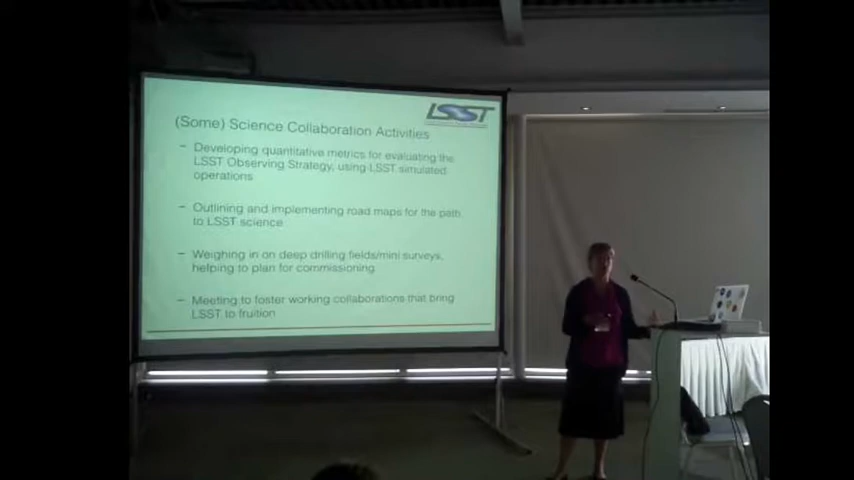 LSST
(Some) Science Collaboration Activities
– Developing quantitative metrics for evaluating the
LSST Observing Strategy, using LSST simulated
operations
– Outlining and implementing road maps for the path
to LSST science
– Weighing in on deep drilling fields/mini surveys,
helping to plan for commissioning
– Meeting to foster working collaborations that bring
LSST to fruition